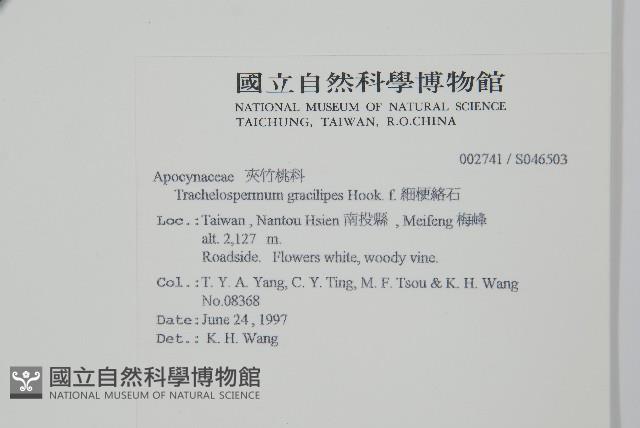 國立自然科學博物館
NATIONAL MUSEUM OF NATURAL SCIENCE
TAICHUNG, TAIWAN, R.O.CHINA
002741 / S046503
Apocynaceae 夾竹桃科
Trachelospermum gracilipes Hook. f. 細梗絡石
Loc.:Taiwan , Nantou Hsien 南投縣 , Meifeng 梅峰
alt. 2,127 m.
Roadside. Flowers white, woody vine.
Col.:T. Y. A. Yang, C. Y. Ting, M. F. Tsou & K. H. Wang
No.08368
Date:June 24 , 1997
Det.: K. H. Wang
國立自然科學博物館
NATIONAL MUSEUM OF NATURAL SCIENCE